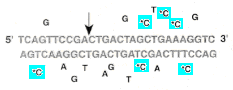 T °C
G G G
°C °C
5' TCAGTTCCGACTGACTAGCTGAAAGGTC 3'
AGTCAAGGCTGACTGATCGACTTTCCAG
°C G A T A G A T °C A °C